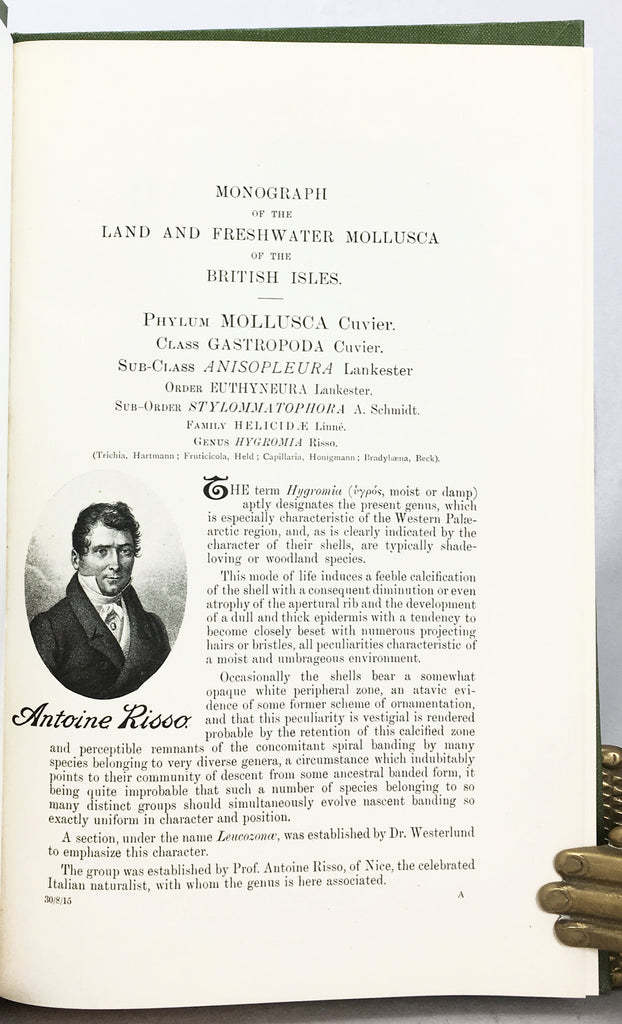 MONOGRAPH
OF THE
LAND AND FRESHWATER MOLLUSCA
OF THE
BRITISH ISLES.
PHYLUM MOLLUSCA Cuvier.
CLASS GASTROPODA Cuvier.
SUB-CLASS ANISOPLEURA Lankester
ORDER EUTHYNEURA Lankester.
SUB-ORDER STYLOMMATOPHORA A. Schmidt.
FAMILY HELICIDÆ Linné.
GENUS HYGROMIA Risso.
(Trichia, Hartmann; Fruticicola, Held; Capillaria, Honigmann; Bradybæna, Beck).
THE term Hygromia (ὑγρός, moist or damp)
aptly designates the present genus, which
is especially characteristic of the Western Palæ-
arctic region, and, as is clearly indicated by the
character of their shells, are typically shade-
loving or woodland species.
This mode of life induces a feeble calcification
of the shell with a consequent diminution or even
atrophy of the apertural rib and the development
of a dull and thick epidermis with a tendency to
become closely beset with numerous projecting
hairs or bristles, all peculiarities characteristic of
a moist and umbrageous environment.
Occasionally the shells bear a somewhat
opaque white peripheral zone, an atavic evi-
dence of some former scheme of ornamentation,
and that this peculiarity is vestigial is rendered
probable by the retention of this calcified zone
and perceptible remnants of the concomitant spiral banding by many
species belonging to very diverse genera, a circumstance which indubitably
points to their community of descent from some ancestral banded form, it
being quite improbable that such a number of species belonging to so
many distinct groups should simultaneously evolve nascent banding so
exactly uniform in character and position.
A section, under the name Leucozonæ, was established by Dr. Westerlund
to emphasize this character.
The group was established by Prof. Antoine Risso, of Nice, the celebrated
Italian naturalist, with whom the genus is here associated.
Antoine Risso.
30/8/15
A